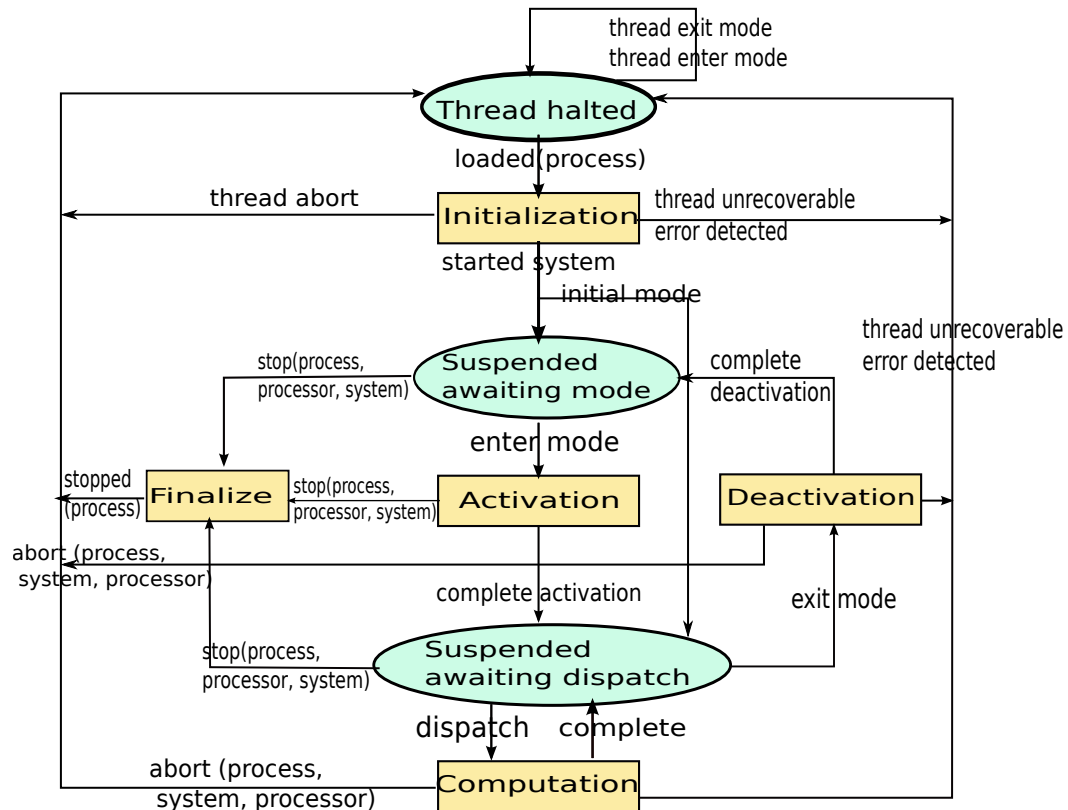 thread exit mode
thread enter mode
Thread halted
loaded(process)
thread abort
Initialization
thread unrecoverable
error detected
started system
initial mode
thread unrecoverable
error detected
stop(process,
processor, system)
Suspended
awaiting mode
complete
deactivation
enter mode
stopped
(process)
Finalize
stop(process,
processor, system)
Activation
Deactivation
abort (process,
system, processor)
complete activation
exit mode
stop(process,
processor, system)
Suspended
awaiting dispatch
dispatch
complete
abort (process,
system, processor)
Computation